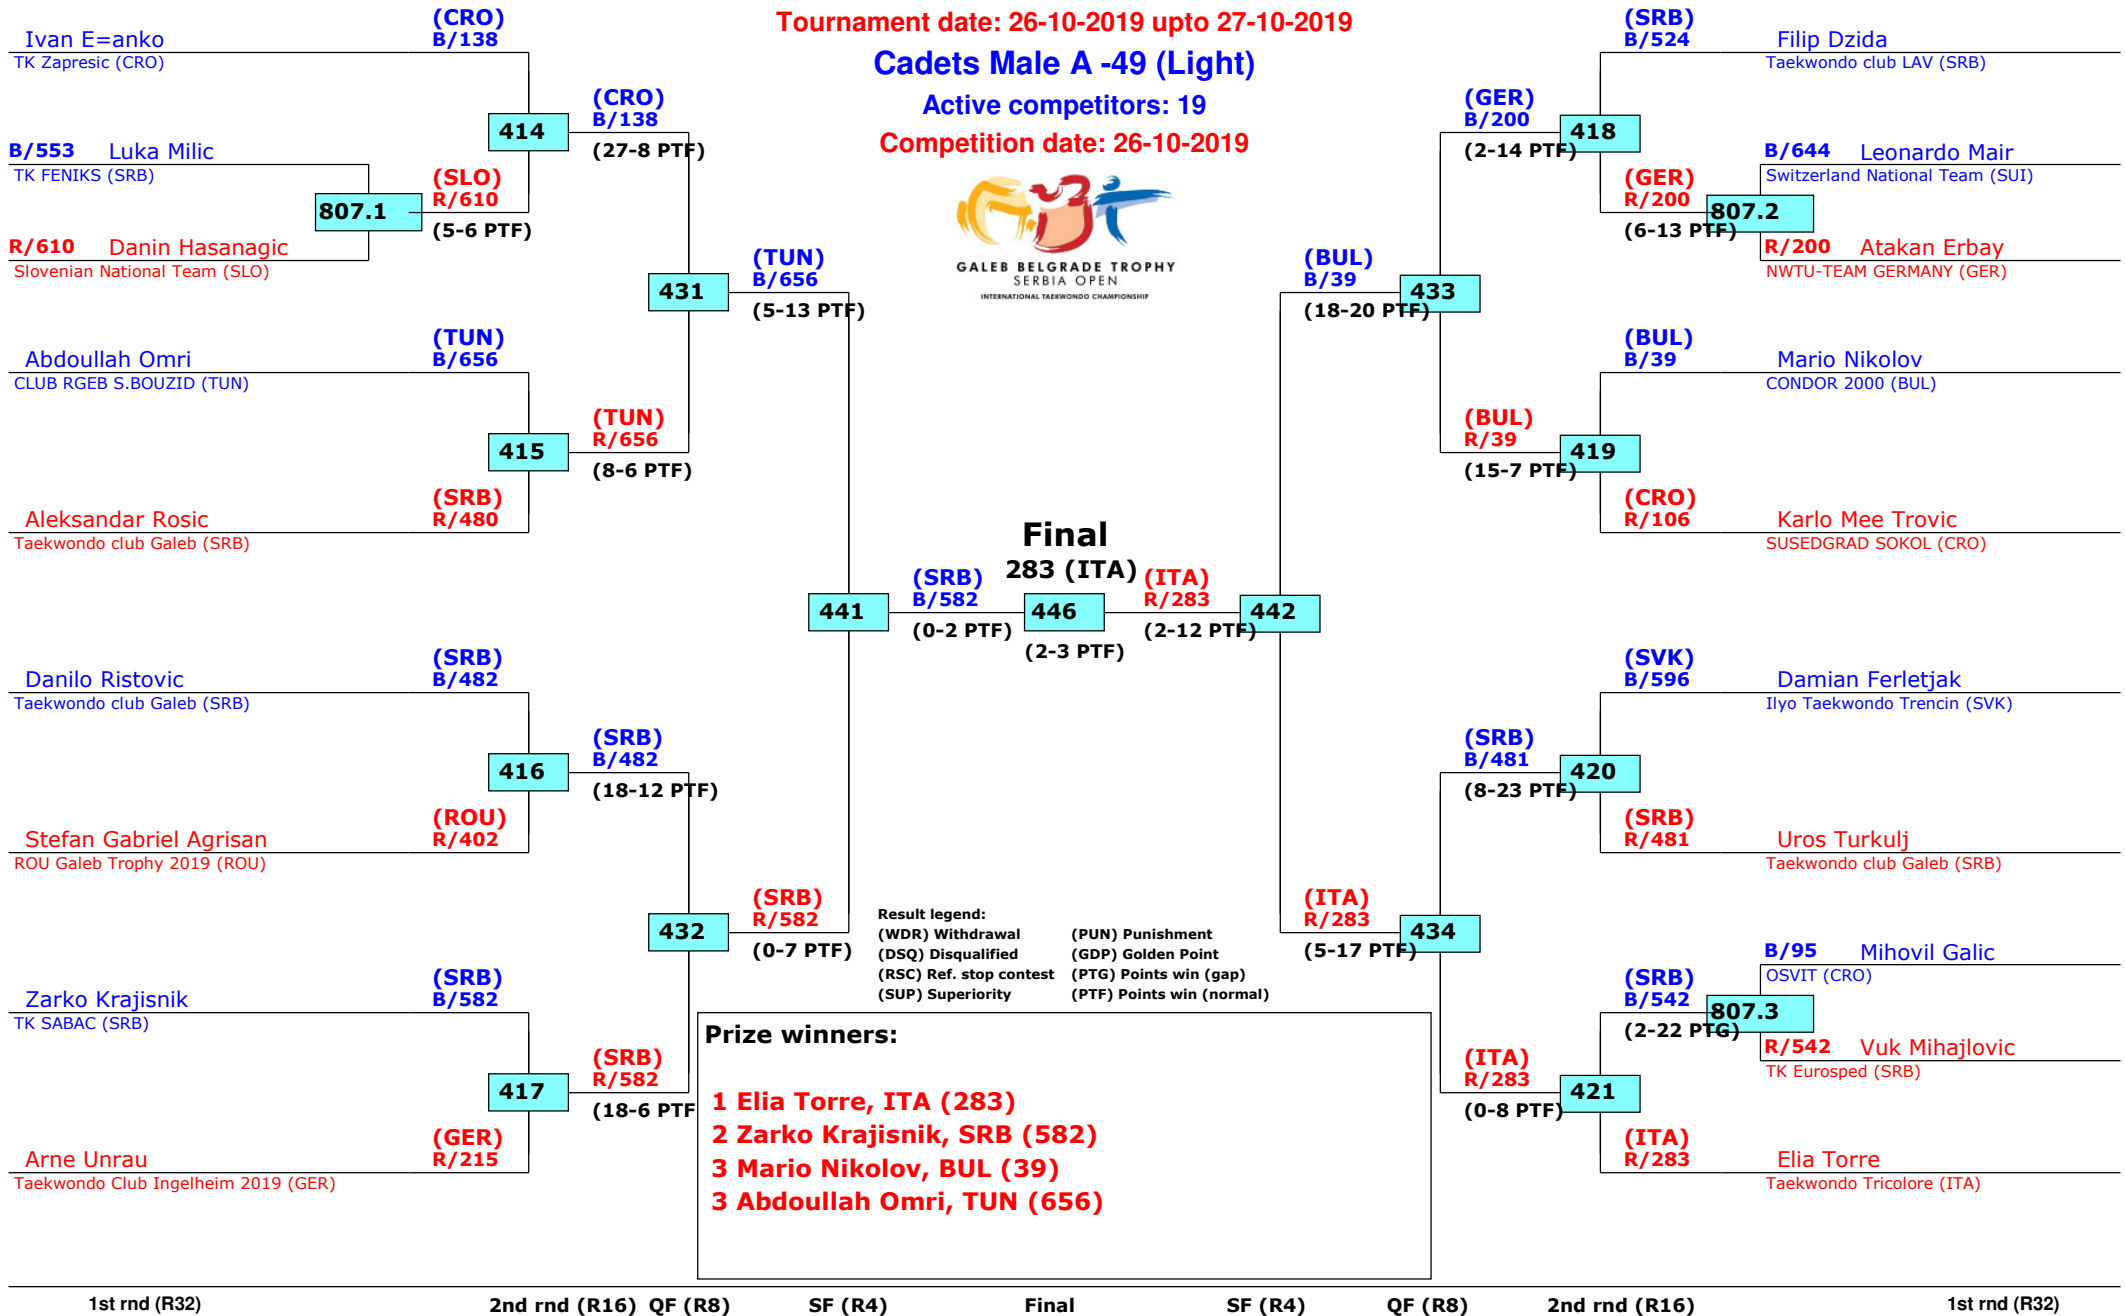 Tournament date: 26-10-2019 upto 27-10-2019
Cadets Male A -49 (Light)
Active competitors: 19
Competition date: 26-10-2019
GALEB BELGRADE TROPHY
SERBIA OPEN
INTERNATIONAL TAEKWONDO CHAMPIONSHIP
Ivan E=anko
TK Zapresic (CRO)
(CRO)
B/138
B/553 Luka Milic
TK FENIKS (SRB)
807.1
R/610 Danin Hasanagic
Slovenian National Team (SLO)
(SLO)
R/610
(5-6 PTF)
414
(CRO)
B/138
(27-8 PTF)
Abdoullah Omri
CLUB RGEB S.BOUZID (TUN)
(TUN)
B/656
415
(TUN)
R/656
(8-6 PTF)
Aleksandar Rosic
Taekwondo club Galeb (SRB)
(SRB)
R/480
431
(TUN)
B/656
(5-13 PTF)
Danilo Ristovic
Taekwondo club Galeb (SRB)
(SRB)
B/482
416
(SRB)
B/482
(18-12 PTF)
Stefan Gabriel Agrisan
ROU Galeb Trophy 2019 (ROU)
(ROU)
R/402
432
(SRB)
R/582
(0-7 PTF)
Zarko Krajisnik
TK SABAC (SRB)
(SRB)
B/582
417
(SRB)
R/582
(18-6 PTF
Arne Unrau
Taekwondo Club Ingelheim 2019 (GER)
(GER)
R/215
441
(SRB)
B/582
(0-2 PTF)
Final
283 (ITA)
446
(2-3 PTF)
(ITA)
R/283
(2-12 PTF)
442
(BUL)
B/39
(18-20 PTF)
433
(GER)
B/200
(2-14 PTF)
418
(SRB)
B/524
Filip Dzida
Taekwondo club LAV (SRB)
(GER)
R/200
(6-13 PTF)
807.2
B/644 Leonardo Mair
Switzerland National Team (SUI)
R/200 Atakan Erbay
NWTU-TEAM GERMANY (GER)
(BUL)
R/39
(15-7 PTF)
419
(BUL)
B/39
Mario Nikolov
CONDOR 2000 (BUL)
(CRO)
R/106
Karlo Mee Trovic
SUSEDGRAD SOKOL (CRO)
(ITA)
R/283
(5-17 PTF)
434
(SRB)
B/481
(8-23 PTF)
420
(SVK)
B/596
Damian Ferletjak
Ilyo Taekwondo Trencin (SVK)
(SRB)
R/481
Uros Turkulj
Taekwondo club Galeb (SRB)
(ITA)
R/283
(0-8 PTF)
421
(SRB)
B/542
(2-22 PTG)
807.3
B/95 Mihovil Galic
OSVIT (CRO)
R/542 Vuk Mihajlovic
TK Eurosped (SRB)
(ITA)
R/283
Elia Torre
Taekwondo Tricolore (ITA)
Result legend:
(WDR) Withdrawal (PUN) Punishment
(DSQ) Disqualified (GDP) Golden Point
(RSC) Ref. stop contest (PTG) Points win (gap)
(SUP) Superiority (PTF) Points win (normal)
Prize winners:
1 Elia Torre, ITA (283)
2 Zarko Krajisnik, SRB (582)
3 Mario Nikolov, BUL (39)
3 Abdoullah Omri, TUN (656)
1st rnd (R32) 2nd rnd (R16) QF (R8) SF (R4) Final SF (R4) QF (R8) 2nd rnd (R16) 1st rnd (R32)